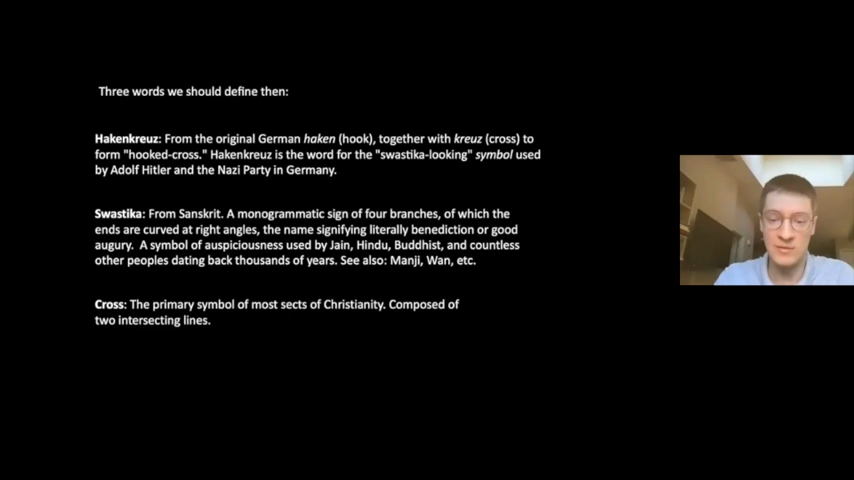 Three words we should define then:
Hakenkreuz: From the original German haken (hook), together with kreuz (cross) to
form "hooked-cross." Hakenkreuz is the word for the "swastika-looking" symbol used
by Adolf Hitler and the Nazi Party in Germany.
Swastika: From Sanskrit. A monogrammatic sign of four branches, of which the
ends are curved at right angles, the name signifying literally benediction or good
augury. A symbol of auspiciousness used by Jain, Hindu, Buddhist, and countless
other peoples dating back thousands of years. See also: Manji, Wan, etc.
Cross: The primary symbol of most sects of Christianity. Composed of
two intersecting lines.